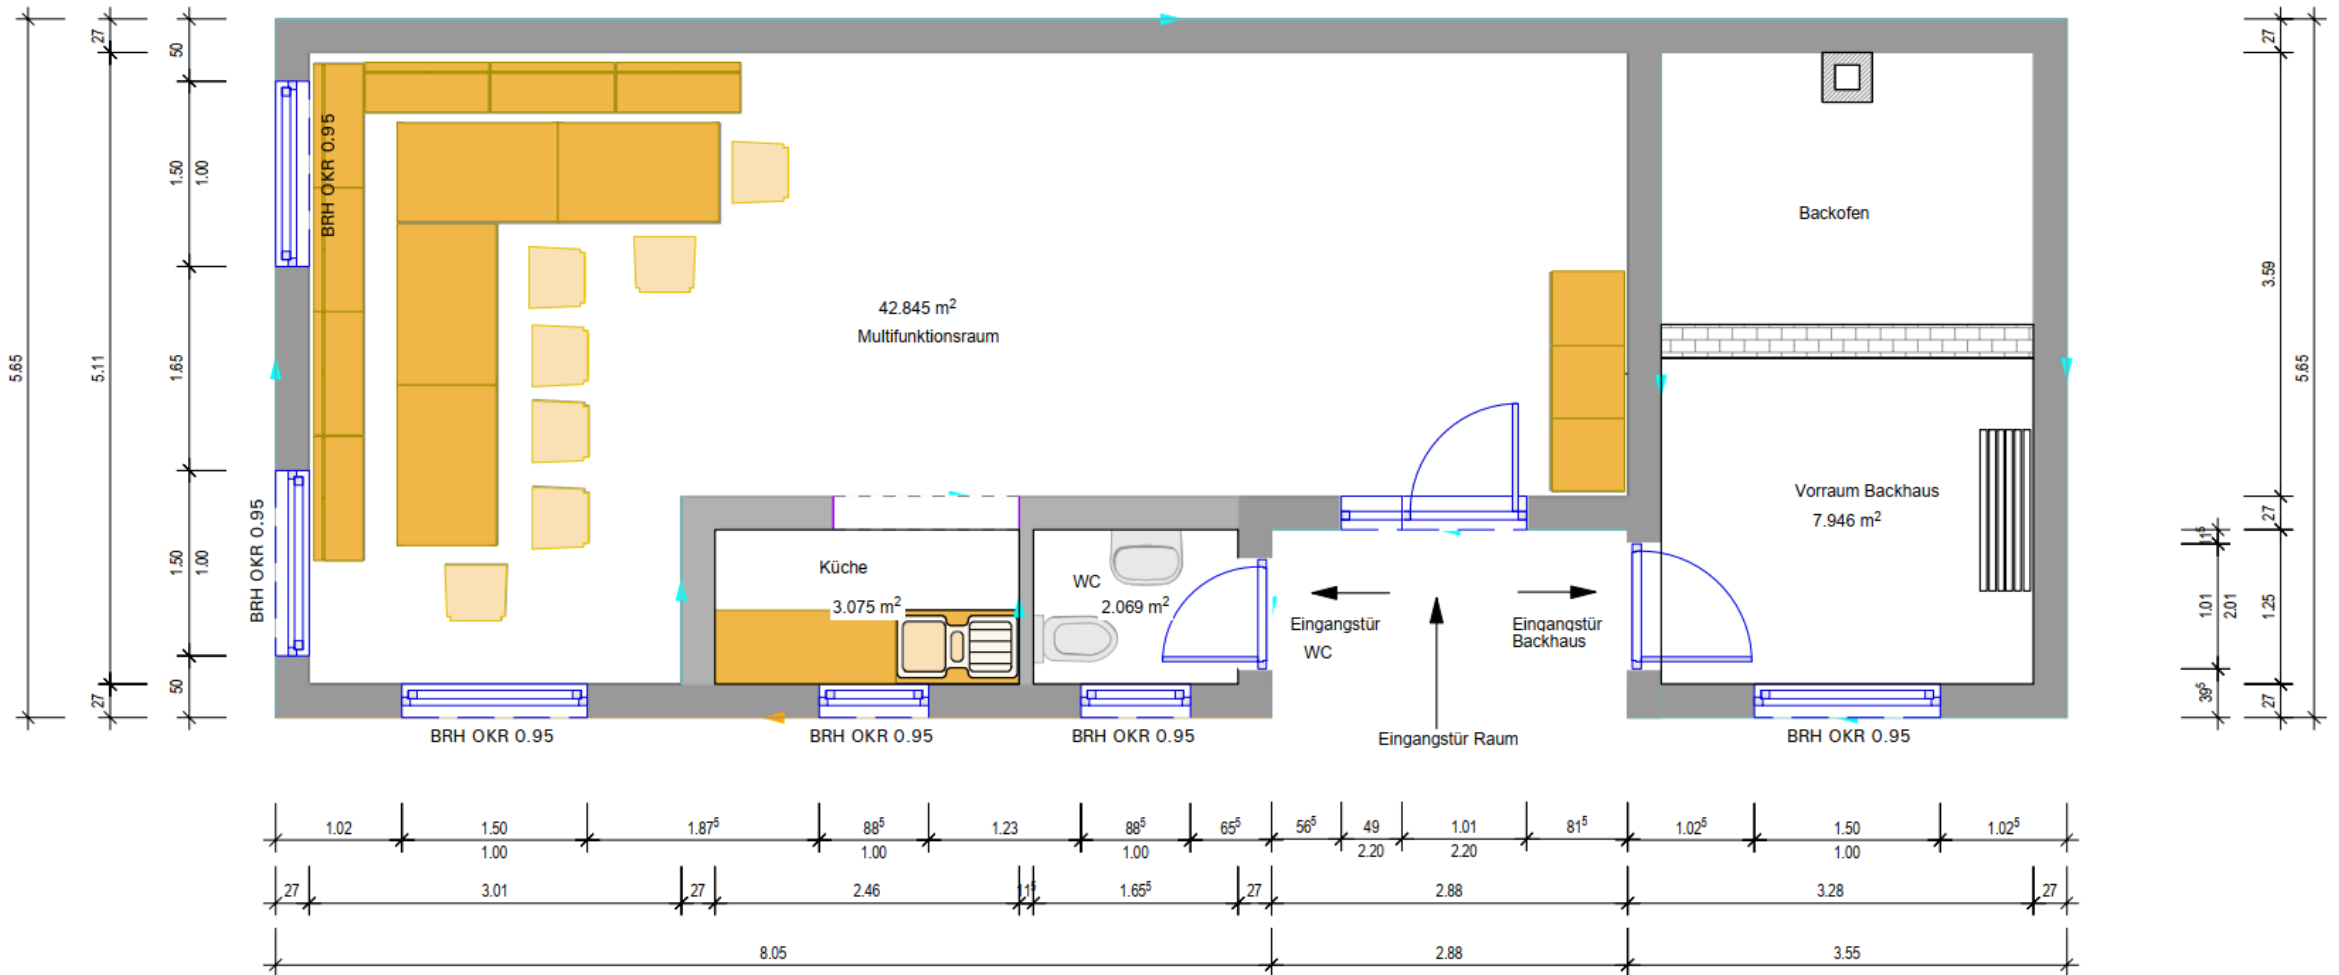 27
50
27
BRH OKR 0.95
1.50
1.00
Backofen
3.59
42.845 m²
Multifunktionsraum
5.65
5.11
1.65
5.65
Vorraum Backhaus
7.946 m²
27
BRH OKR 0.95
1.50
1.00
Küche
3.075 m²
WC
2.069 m²
Eingangstür
WC
Eingangstür
Backhaus
11⁵
1.01
2.01
1.25
27
50
39⁵
27
BRH OKR 0.95
BRH OKR 0.95
BRH OKR 0.95
Eingangstür Raum
BRH OKR 0.95
1.02 1.50 1.87⁵ 88⁵ 1.23 88⁵ 65⁵ 56⁵ 49 1.01 81⁵ 1.02⁵ 1.50 1.02⁵
1.00 1.00 1.00 2.20 2.20 1.00
27 3.01 27 2.46 11⁵ 1.65⁵ 27 2.88 3.28 27
8.05 2.88 3.55